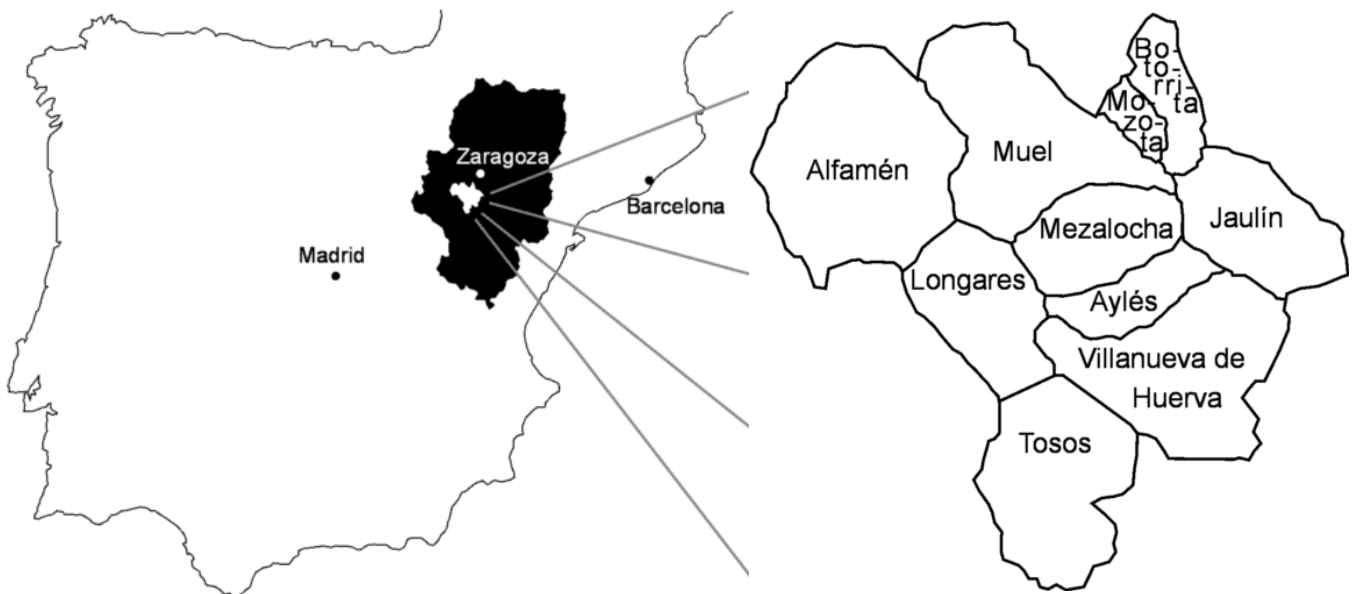 Zaragoza
Barcelona
Madrid
Bo-
to-
rri-
ta
Mo-
zo-
ta
Muel
Alfamén
Mezalocha
Jaulín
Longares
Aylés
Villanueva de
Huerva
Tosos